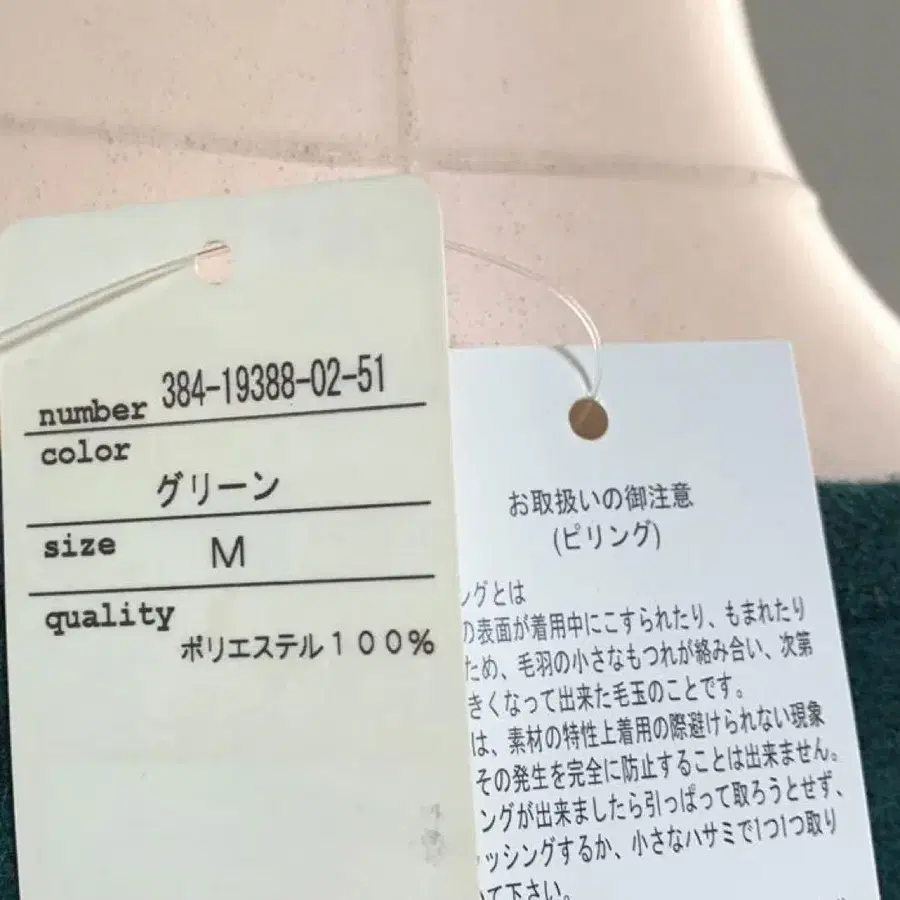 number 384-19388-02-51
color
グリーン
size M
quality
ポリエステル１００％
お取扱いの御注意
(ピリング)
ングとは
の表面が着用中にこすられたり、もまれたり
ため、毛羽の小さなもつれが絡み合い、次第
きくなって出来た毛玉のことです。
は、素材の特性上着用の際避けられない現象
その発生を完全に防止することは出来ません。
ングが出来ましたら引っぱって取ろうとせず、
ッシングするか、小さなハサミで1つ1つ取り
て下さい。